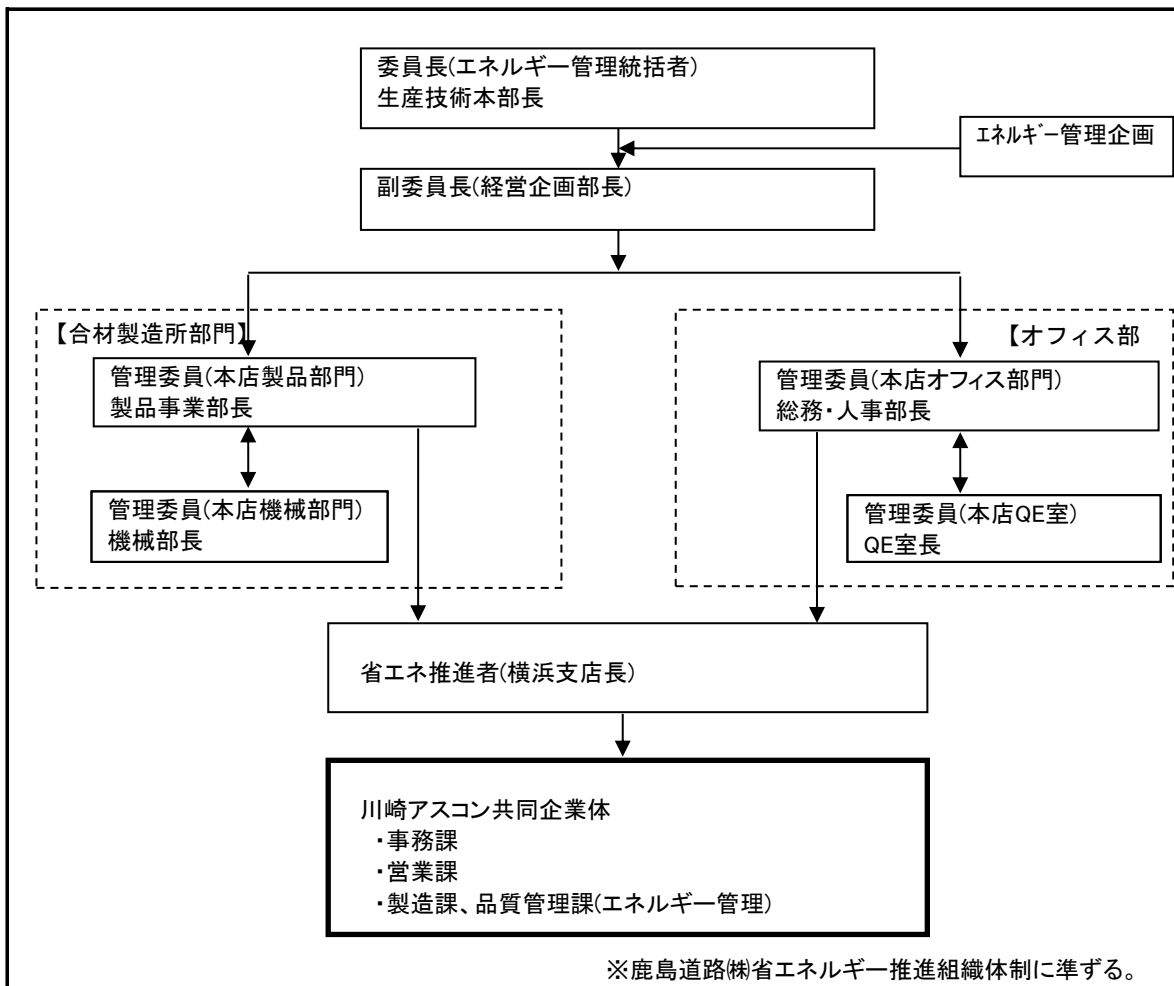 委員長(エネルギー管理統括者)
生産技術本部長
ｴﾈﾙｷﾞｰ管理企画
副委員長(経営企画部長)
【合材製造所部門】
【オフィス部
管理委員(本店製品部門)
製品事業部長
管理委員(本店オフィス部門)
総務・人事部長
管理委員(本店機械部門)
機械部長
管理委員(本店QE室)
QE室長
省エネ推進者(横浜支店長)
川崎アスコン共同企業体
・事務課
・営業課
・製造課、品質管理課(エネルギー管理)
※鹿島道路㈱省エネルギー推進組織体制に準ずる。